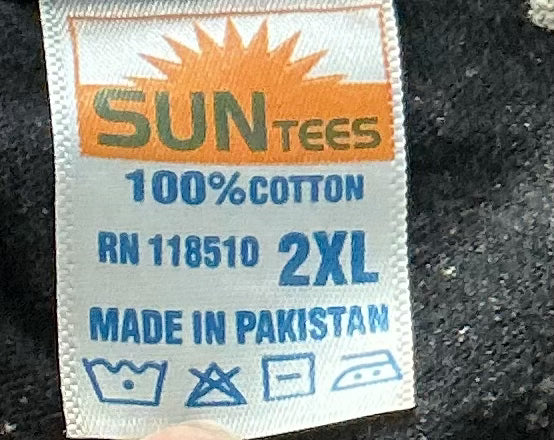 SUN TEES
100% COTTON
RN 118510 2XL
MADE IN PAKISTAN